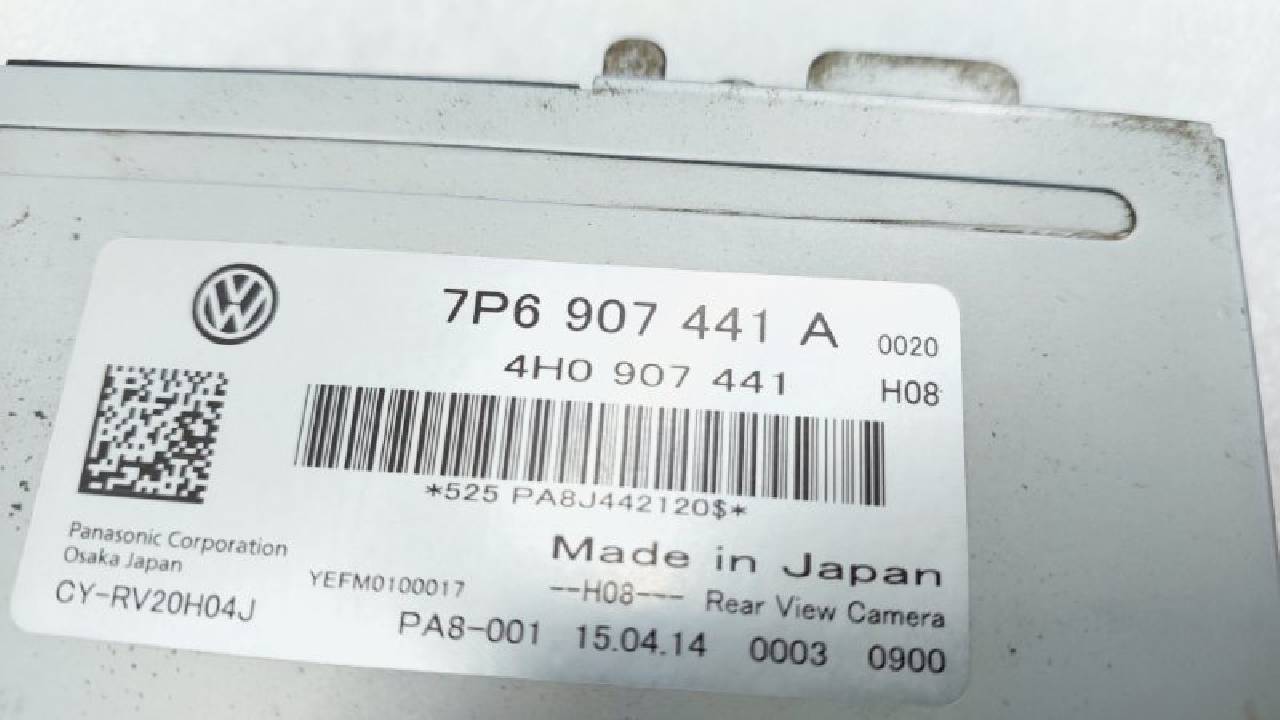 VW
7P6 907 441 A 0020
4H0 907 441 H08
*525 PA8J442120$*
Made in Japan
Panasonic Corporation
Osaka Japan
YEFM0100017 --H08--- Rear View Camera
CY-RV20H04J
PA8-001 15.04.14 0003 0900